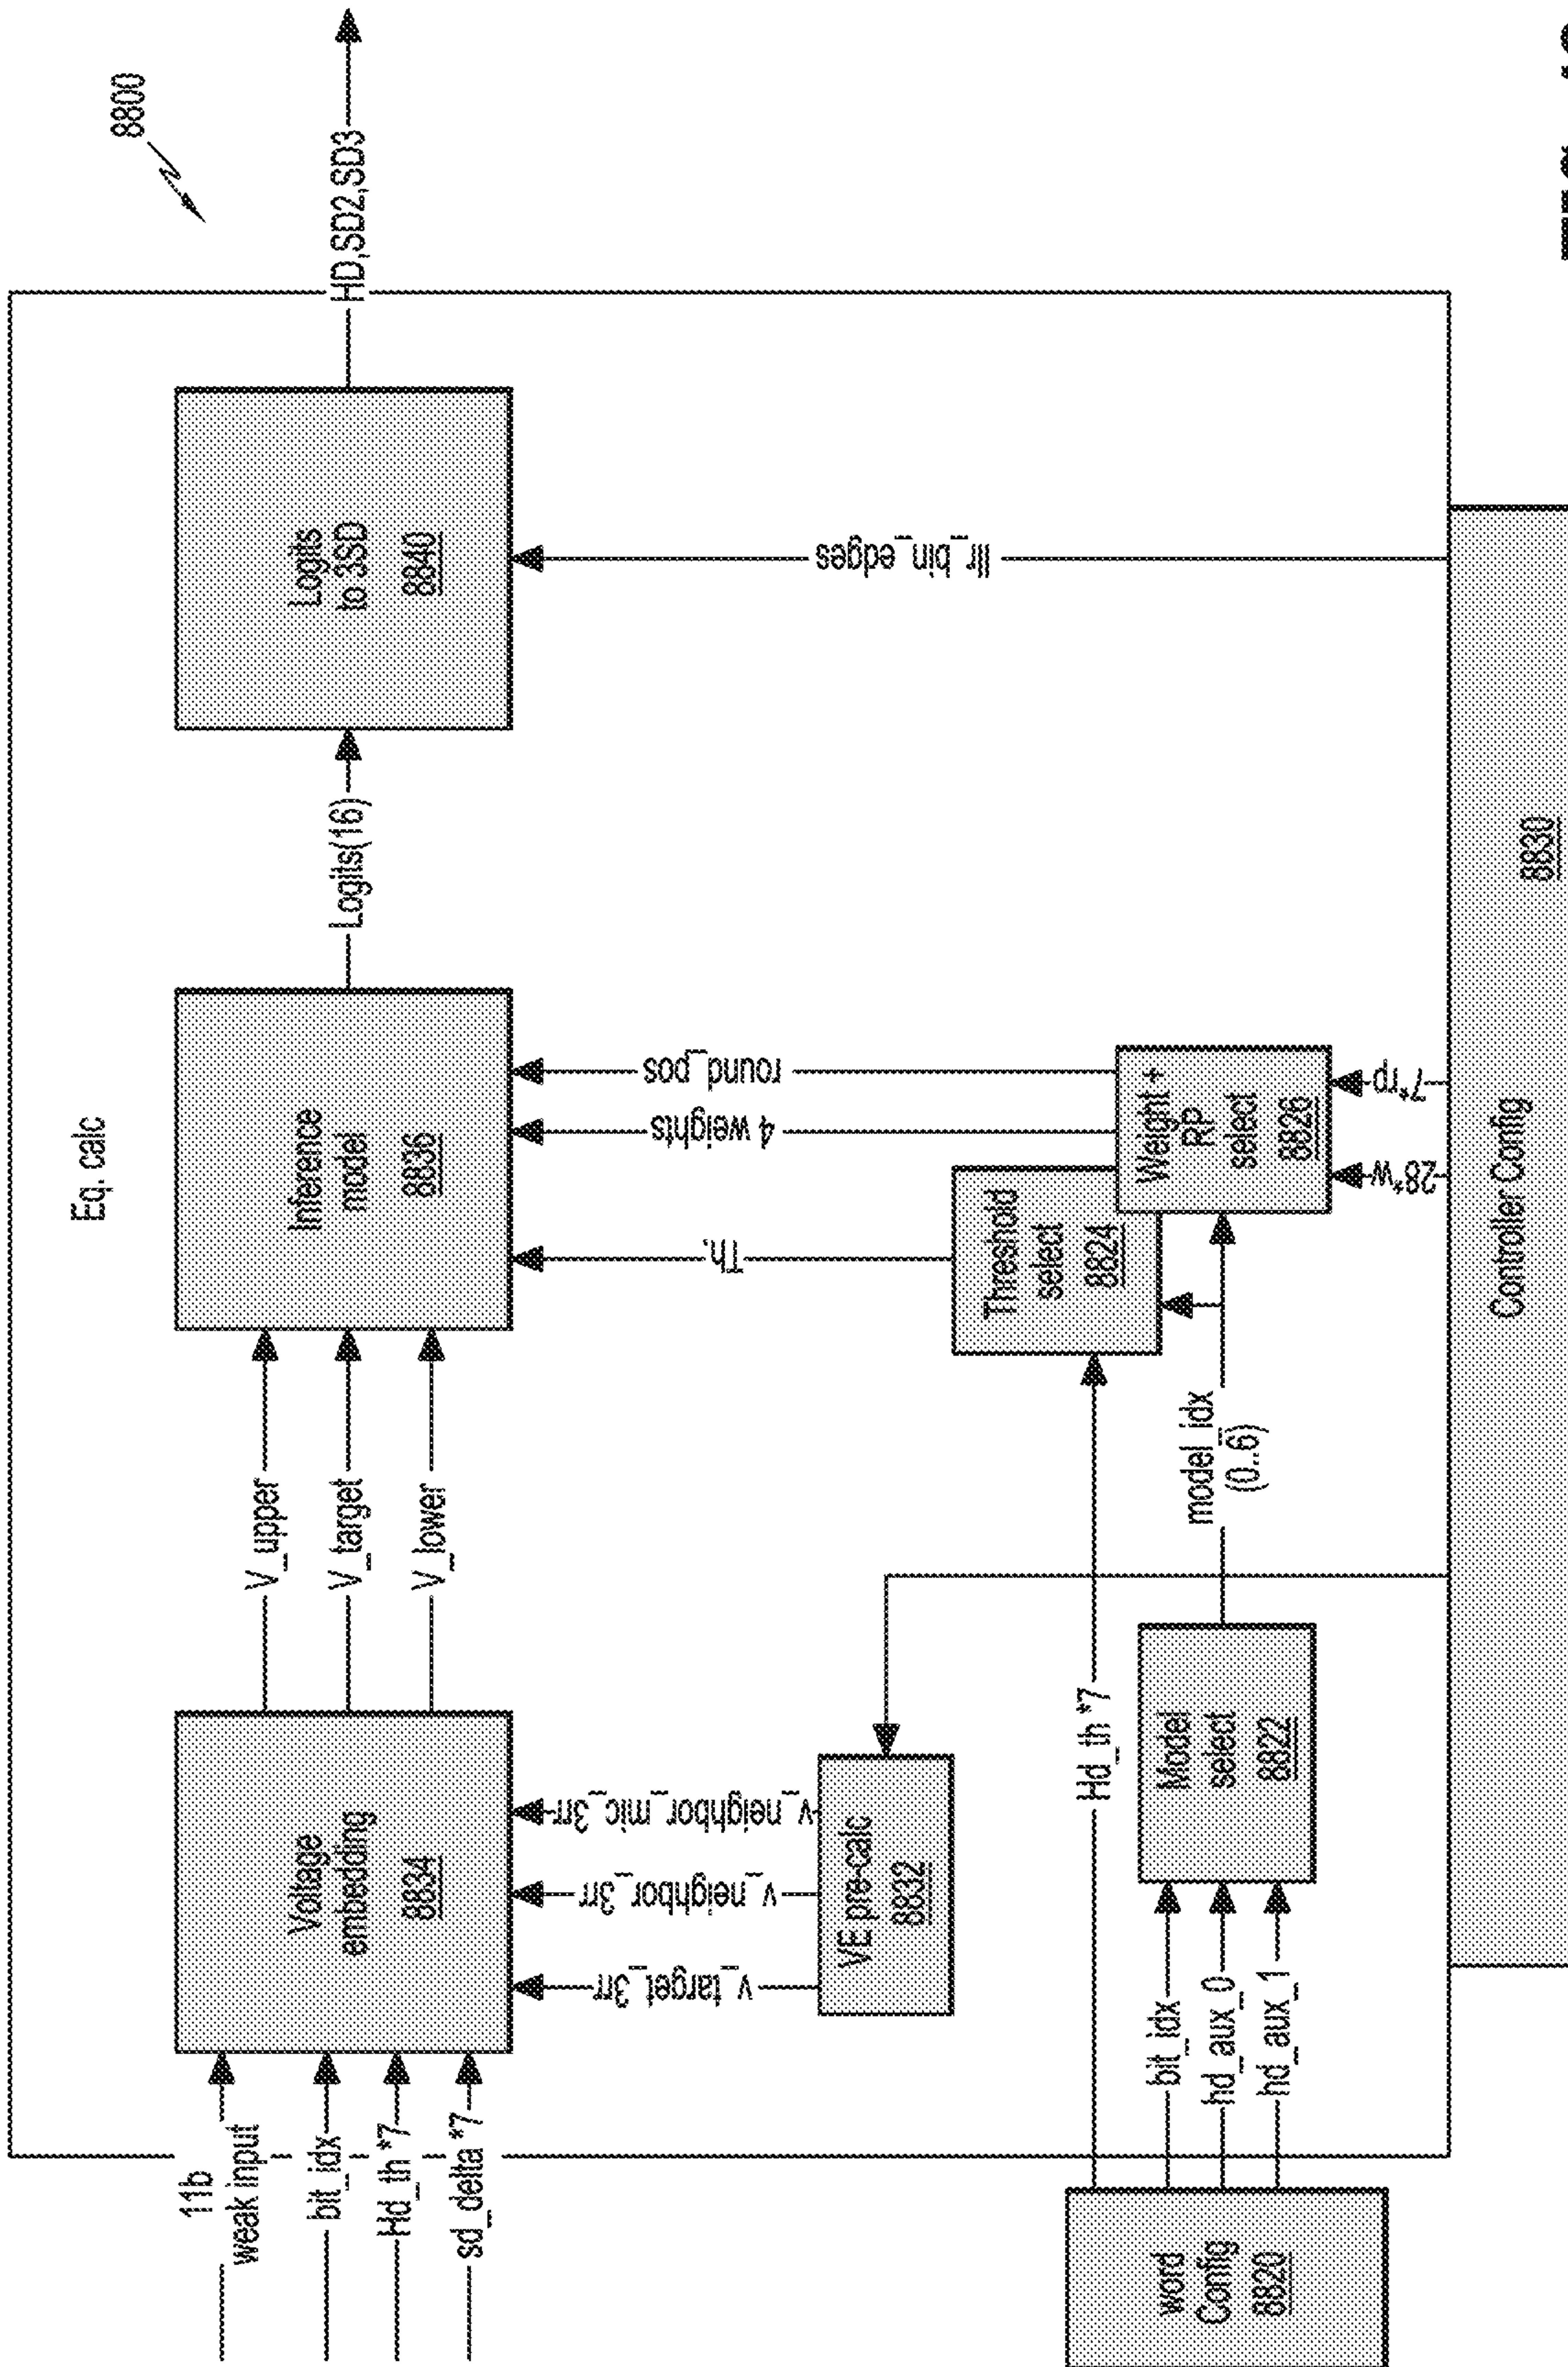 8800
Eq. calc
11b
weak input
bit_idx
Hd_th *7
sd_delta *7
Voltage
embedding
8834
V_upper
V_target
V_lower
Inference
model
8836
Logits(16)
Logits
to 3SD
8840
HD,SD2,SD3
v_target_3rr
v_neighbor_3rr
v_neighbor_mic_3rr
VE pre-calc
8832
Th.
4 weights
round_pos
llr_bin_edges
Hd_th *7
Threshold
select
8824
Weight +
RP
select
8826
word
Config
8820
bit_idx
hd_aux_0
hd_aux_1
Model
select
8822
model_idx
(0..6)
28*w
7*rp
Controller Config
8830